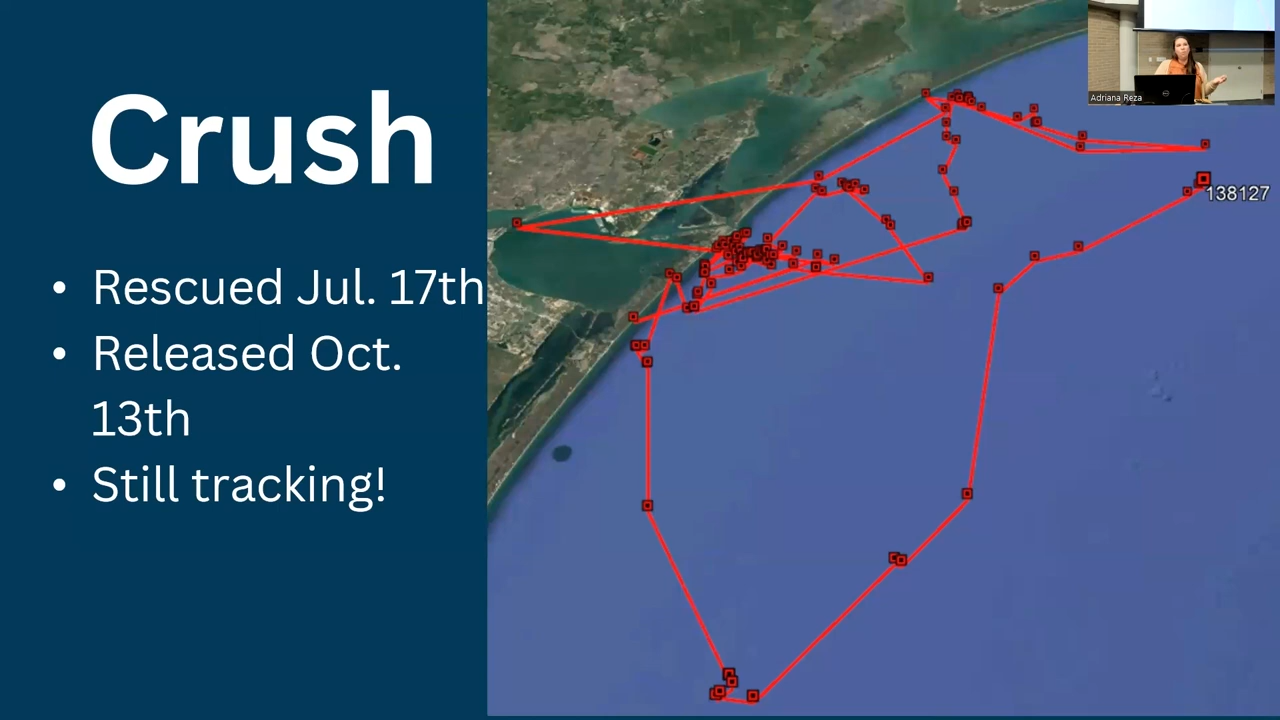 Crush
• Rescued Jul. 17th
• Released Oct.
13th
• Still tracking!
138127
Adriana Reza